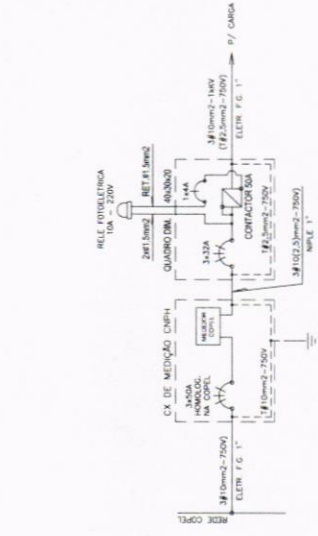 RELE FOTOELETRICA
10A - 220V
2x#1.5mm2
RET.#1.5mm2
QUADRO DIM.
40x30x20
1x4A
3x32A
CONTACTOR 50A
T#2,5mm2-750V
3#10mm2-1kKV
(T#2,5mm2-750V)
ELETR. F.G. 1"
P/ CARGA
CX DE MEDIÇÃO CNPH
MEDIDOR
COPEL
3x50A
HOMOLOG.
NA COPEL
T#10mm2-750V
3#10(2,5)mm2-750V
NIPLE 1"
REDE COPEL
3#10mm2-750V)
ELETR. F.G. 1"